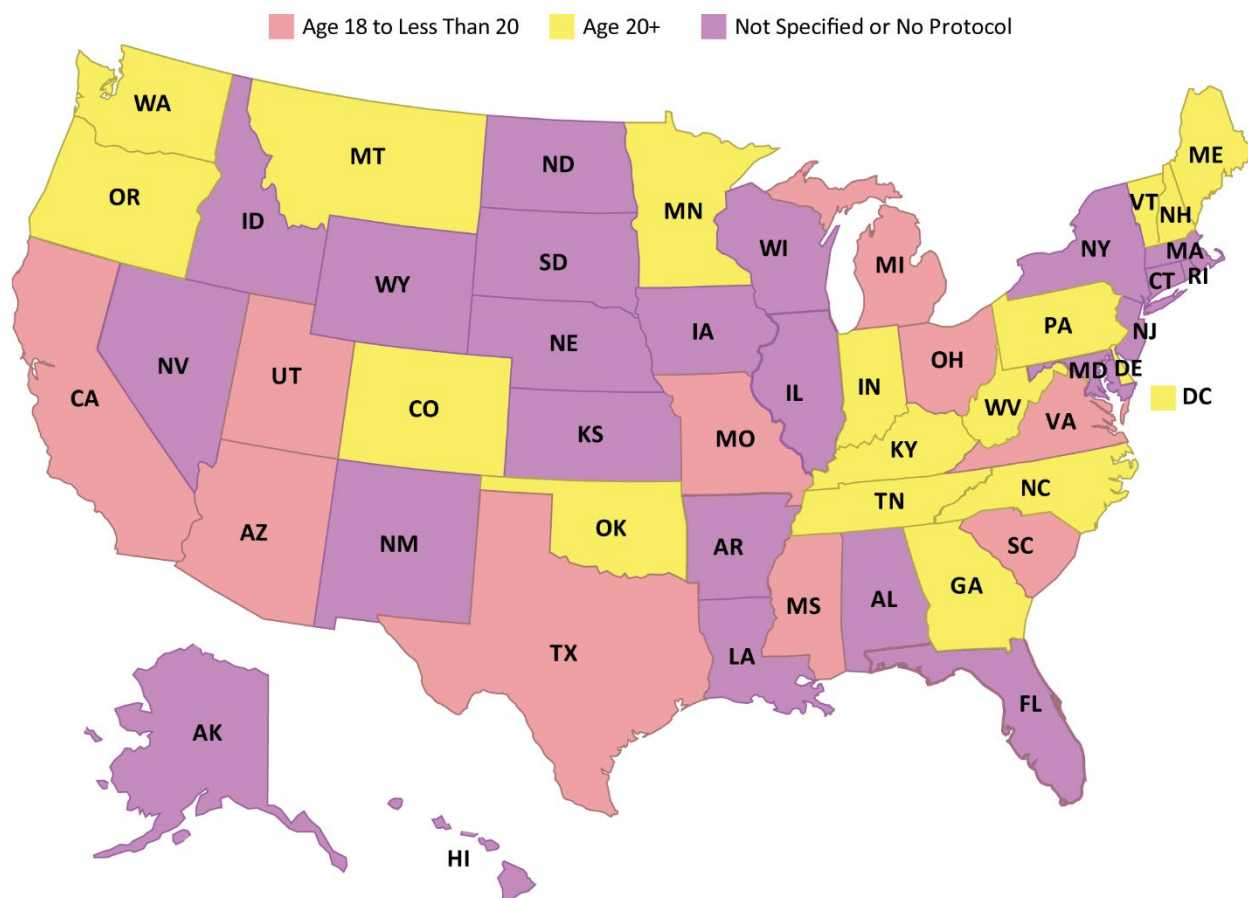 Age 18 to Less Than 20 Age 20+ Not Specified or No Protocol
WA
MT
ND
MN
ME
OR
ID
VT
NH
SD
WI
NY
MA
WY
MI
CT
RI
IA
PA
NE
NJ
NV
OH
UT
IL
IN
MD
DE
CA
CO
WV
DC
KS
MO
VA
KY
NC
TN
AZ
OK
NM
AR
SC
MS
AL
GA
TX
LA
FL
AK
HI